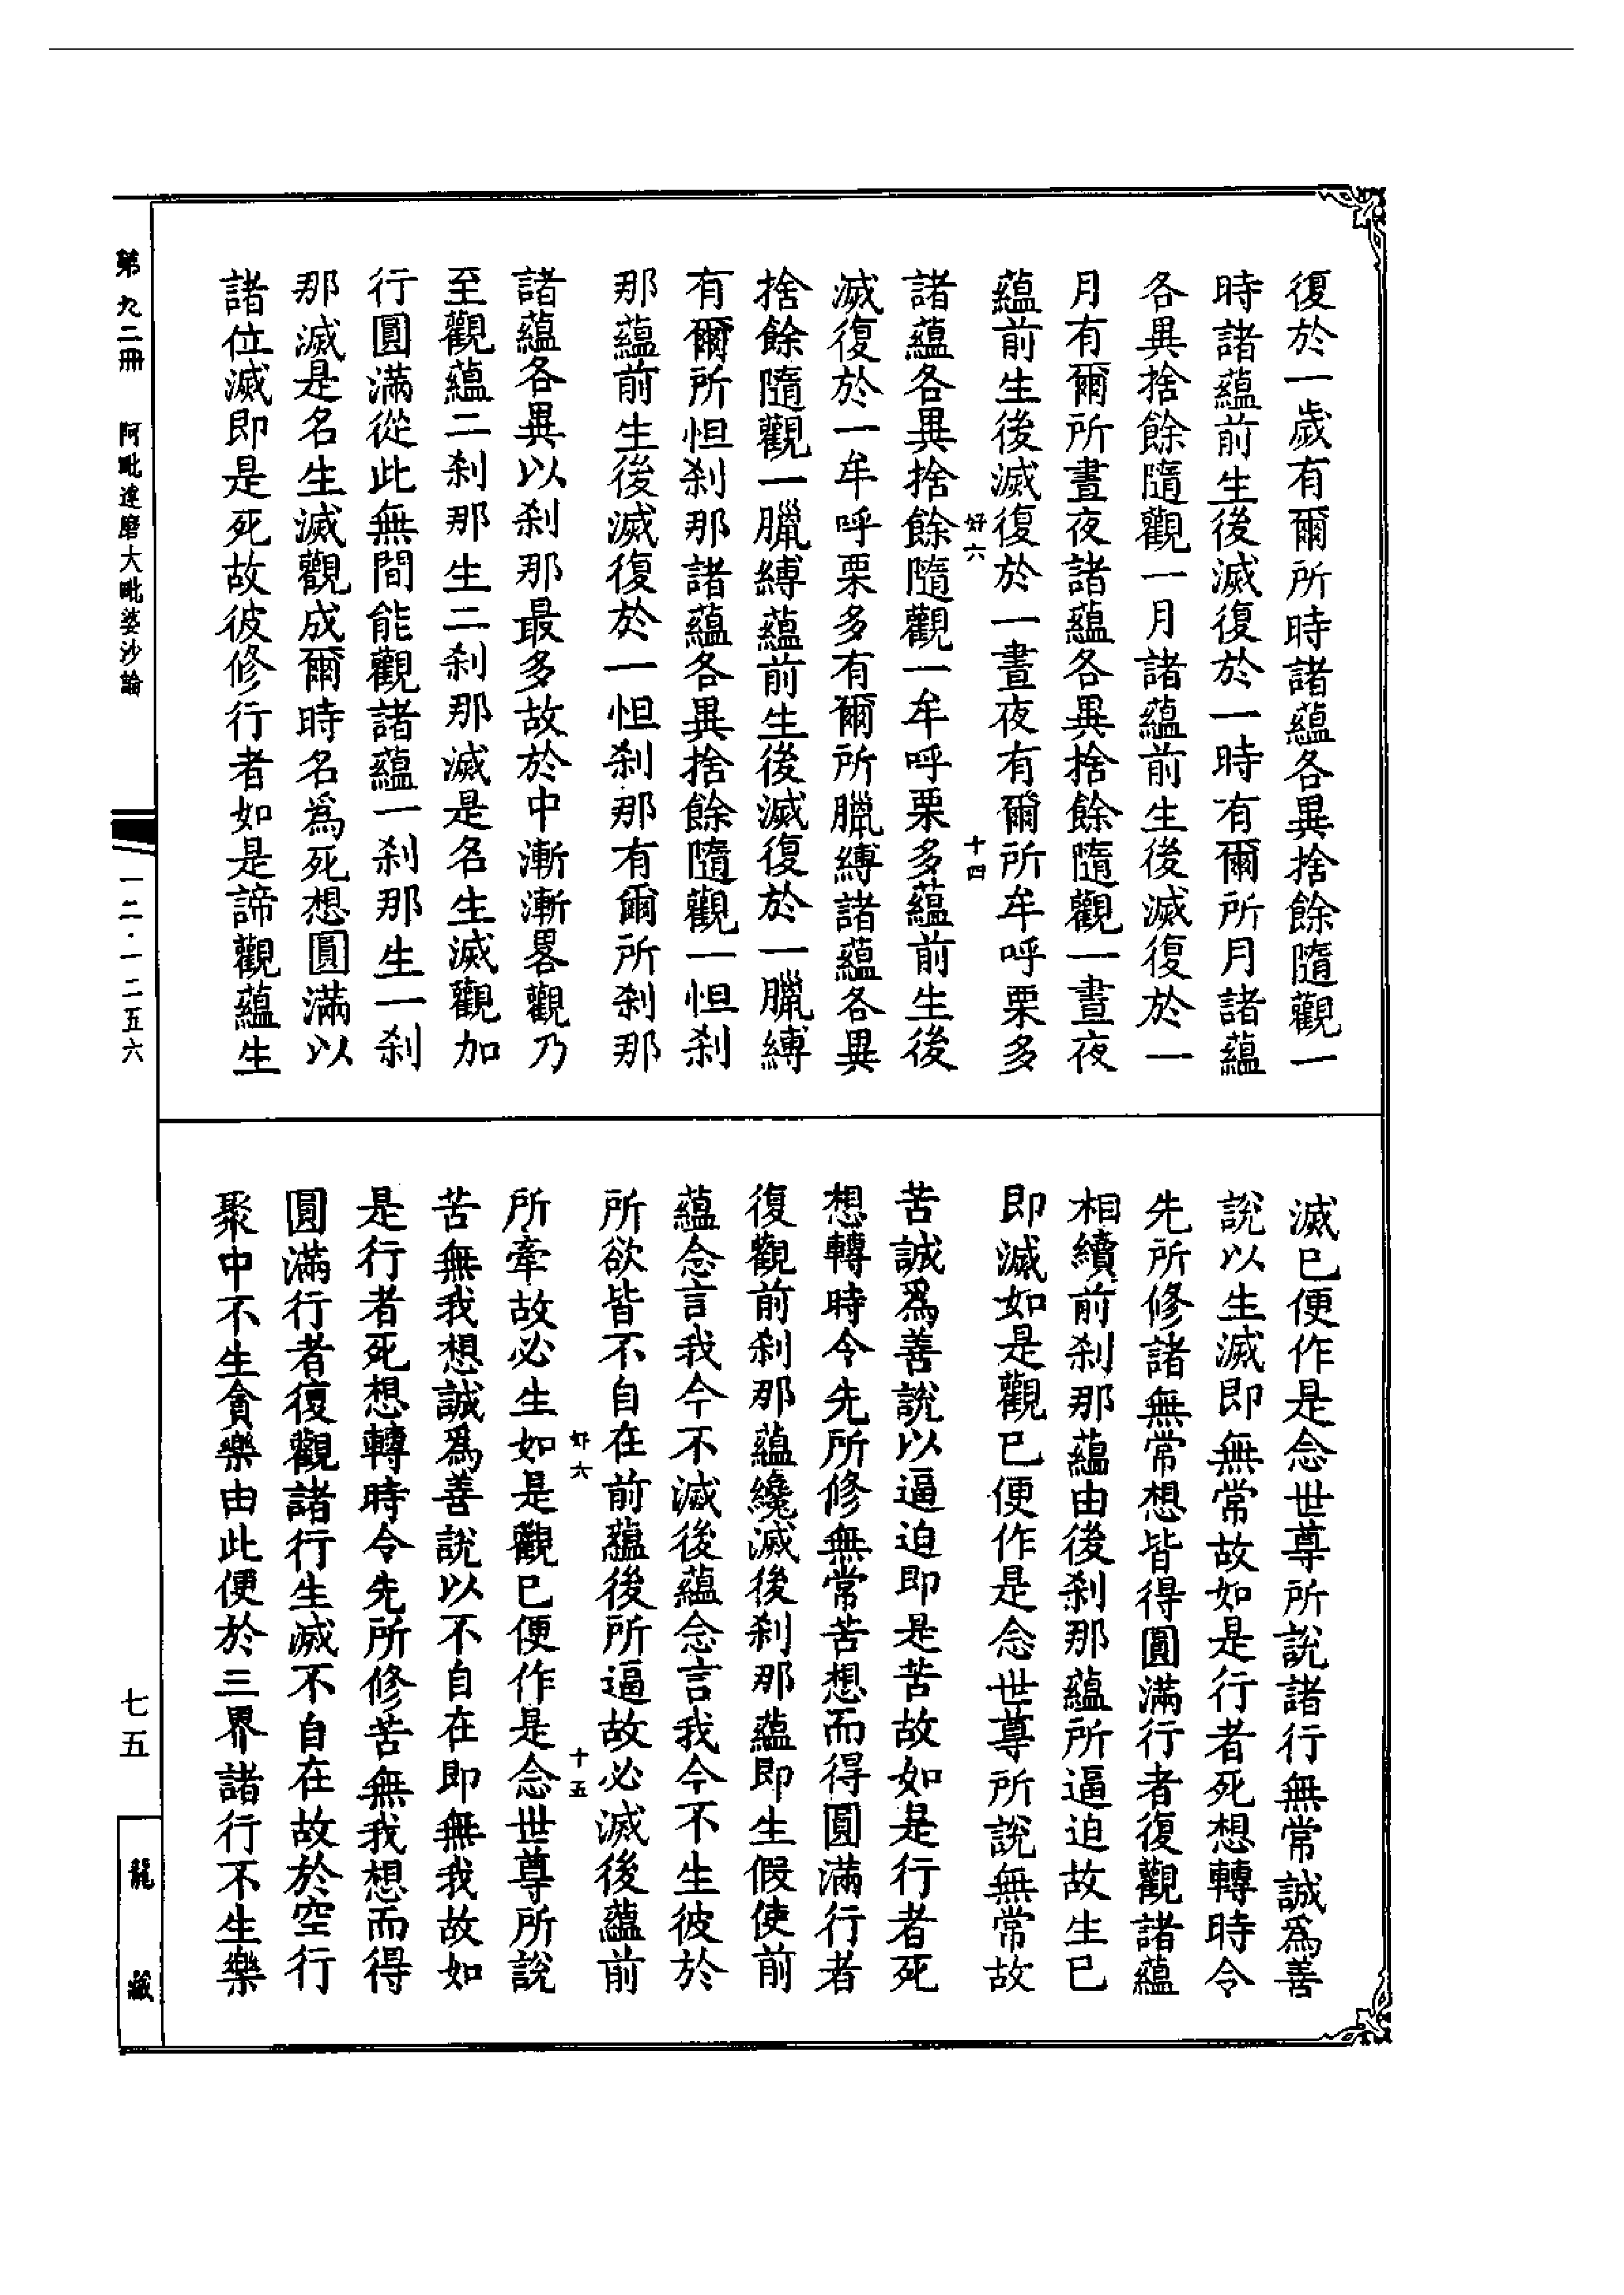 復於一歲有爾所時諸蘊各異捨餘隨觀一
時諸蘊前生後滅復於一時有爾所月諸蘊
各異捨餘隨觀一月諸蘊前生後滅復於一
月有爾所晝夜諸蘊各異捨餘隨觀一晝夜
蘊前生後滅復於一晝夜有爾所牟呼栗多
好六
十四
諸蘊各異捨餘隨觀一牟呼栗多蘊前生後
滅復於一牟呼栗多有爾所臘縛諸蘊各異
捨餘隨觀一臘縛蘊前生後滅復於一臘縛
有爾所怛刹那諸蘊各異捨餘隨觀一怛刹
那蘊前生後滅復於一怛刹那有爾所刹那
諸蘊各異以刹那最多故於中漸漸畧觀乃
至觀蘊二刹那生二刹那滅是名生滅觀加
行圓滿從此無間能觀諸蘊一刹那生一刹
那滅是名生滅觀成爾時名爲死想圓滿以
諸位滅即是死故彼修行者如是諦觀蘊生
滅已便作是念世尊所說諸行無常誠爲善
說以生滅即無常故如是行者死想轉時令
先所修諸無常想皆得圓滿行者復觀諸蘊
相續前刹那蘊由後刹那蘊所逼迫故生已
即滅如是觀已便作是念世尊所說無常故
苦誠爲善說以逼迫即是苦故如是行者死
想轉時令先所修無常苦想而得圓滿行者
復觀前刹那蘊纔滅後刹那蘊即生假使前
蘊念言我今不滅後蘊念言我今不生彼於
所欲皆不自在前蘊後所逼故必滅後蘊前
好六
十五
所牽故必生如是觀已便作是念世尊所說
苦無我想誠爲善說以不自在即無我故如
是行者死想轉時令先所修苦無我想而得
圓滿行者復觀諸行生滅不自在故於空行
聚中不生貪樂由此便於三界諸行不生樂
第九二冊 阿毗達磨大毗婆沙論
一二·一二五六
七五
龍藏